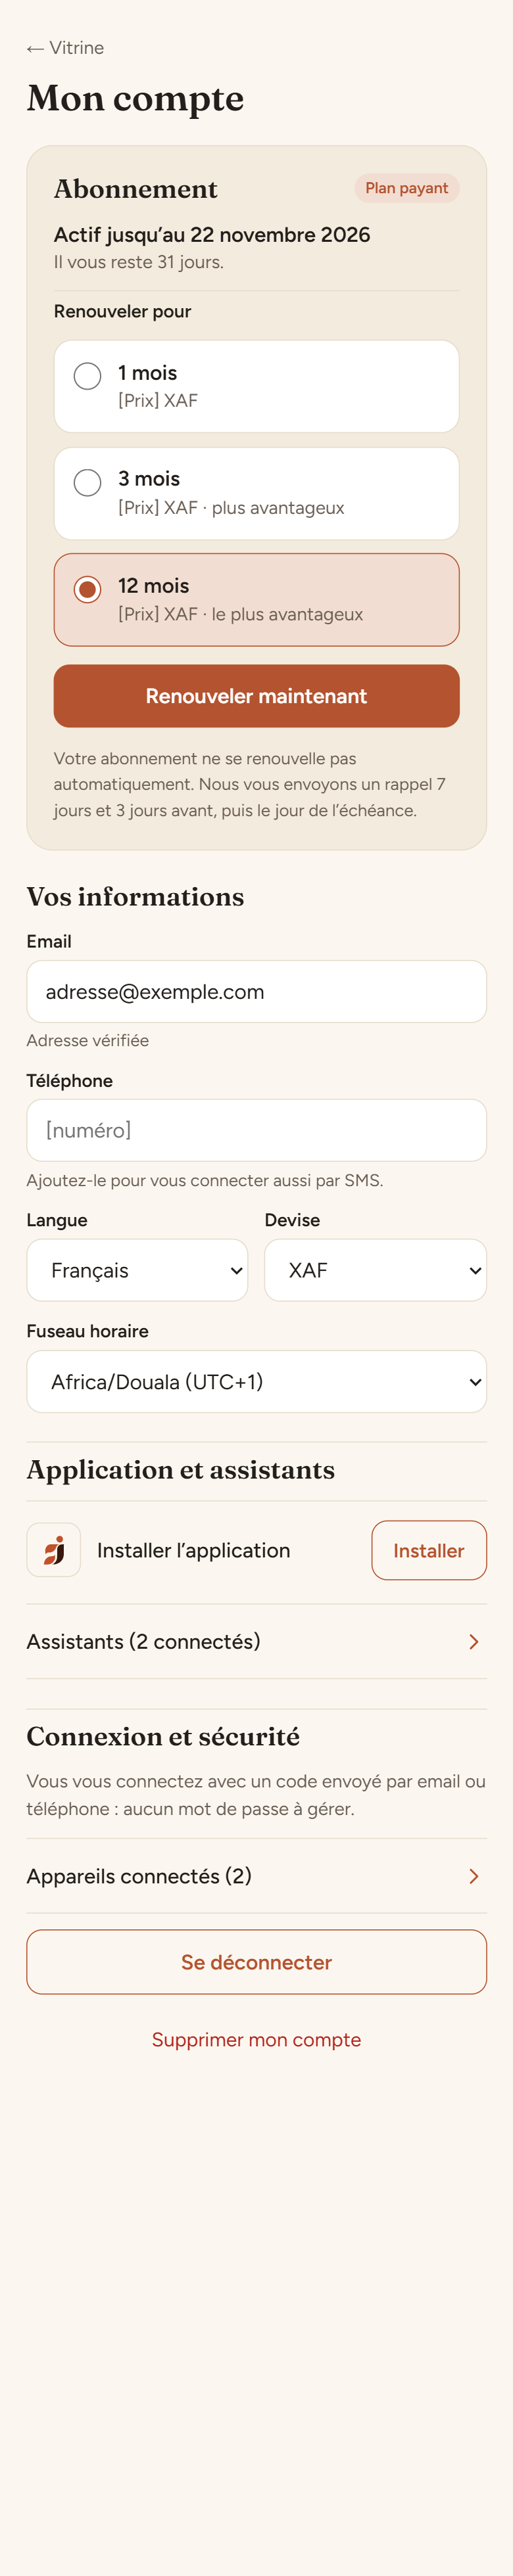 ← Vitrine
Mon compte
Abonnement
Plan payant
Actif jusqu’au 22 novembre 2026
Il vous reste 31 jours.
Renouveler pour
1 mois
[Prix] XAF
3 mois
[Prix] XAF · plus avantageux
12 mois
[Prix] XAF · le plus avantageux
Renouveler maintenant
Votre abonnement ne se renouvelle pas
automatiquement. Nous vous envoyons un rappel 7
jours et 3 jours avant, puis le jour de l’échéance.
Vos informations
Email
adresse@exemple.com
Adresse vérifiée
Téléphone
[numéro]
Ajoutez-le pour vous connecter aussi par SMS.
Langue
Devise
Français
XAF
Fuseau horaire
Africa/Douala (UTC+1)
Application et assistants
Installer l’application
Installer
Assistants (2 connectés)
Connexion et sécurité
Vous vous connectez avec un code envoyé par email ou
téléphone : aucun mot de passe à gérer.
Appareils connectés (2)
Se déconnecter
Supprimer mon compte